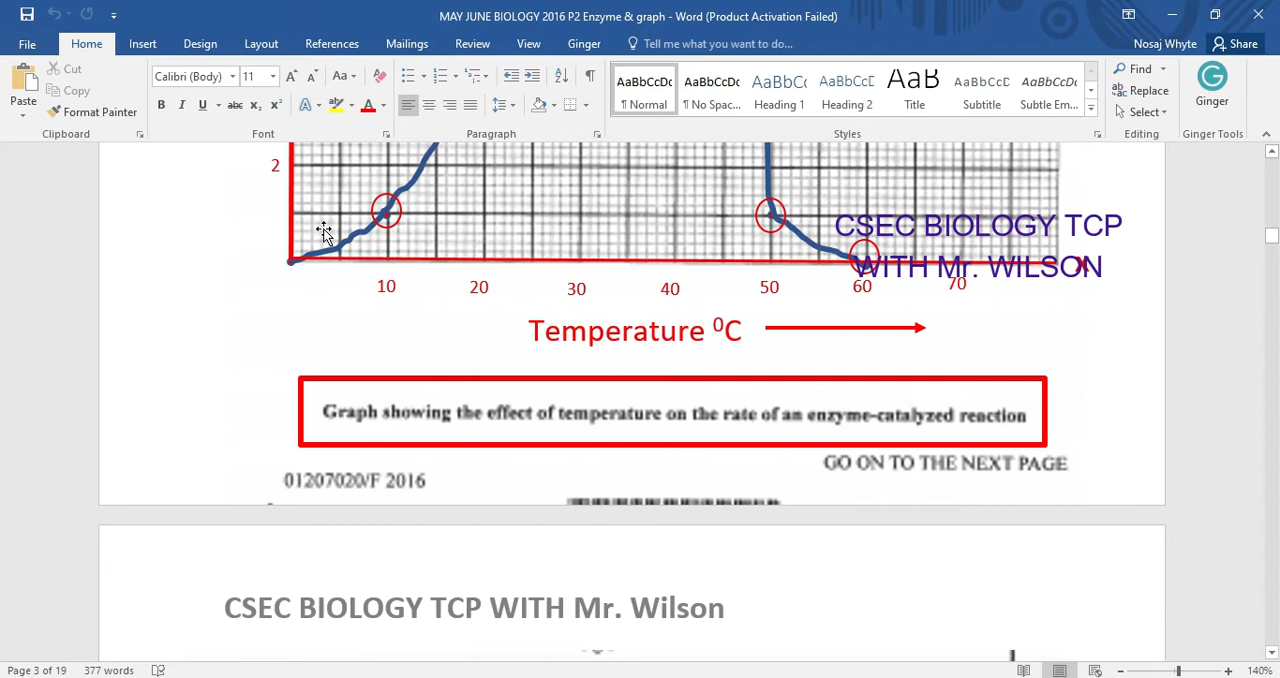 MAY JUNE BIOLOGY 2016 P2 Enzyme & graph - Word (Product Activation Failed)
File Home Insert Design Layout References Mailings Review View Ginger Tell me what you want to do... Nosaj Whyte Share
Paste Cut Copy Format Painter
Calibri (Body) 11
AaBbCcDc AaBbCcDc AaBbCc AaBbCcE AaB AaBbCcD AaBbCcDc
¶ Normal ¶ No Spac... Heading 1 Heading 2 Title Subtitle Subtle Em...
Find Replace Select
Ginger
Clipboard Font Paragraph Styles Editing Ginger Tools
2
CSEC BIOLOGY TCP
WITH Mr. WILSON
X
10 20 30 40 50 60 70
Temperature ⁰C
Graph showing the effect of temperature on the rate of an enzyme-catalyzed reaction
GO ON TO THE NEXT PAGE
01207020/F 2016
CSEC BIOLOGY TCP WITH Mr. Wilson
Page 3 of 19 377 words 140%